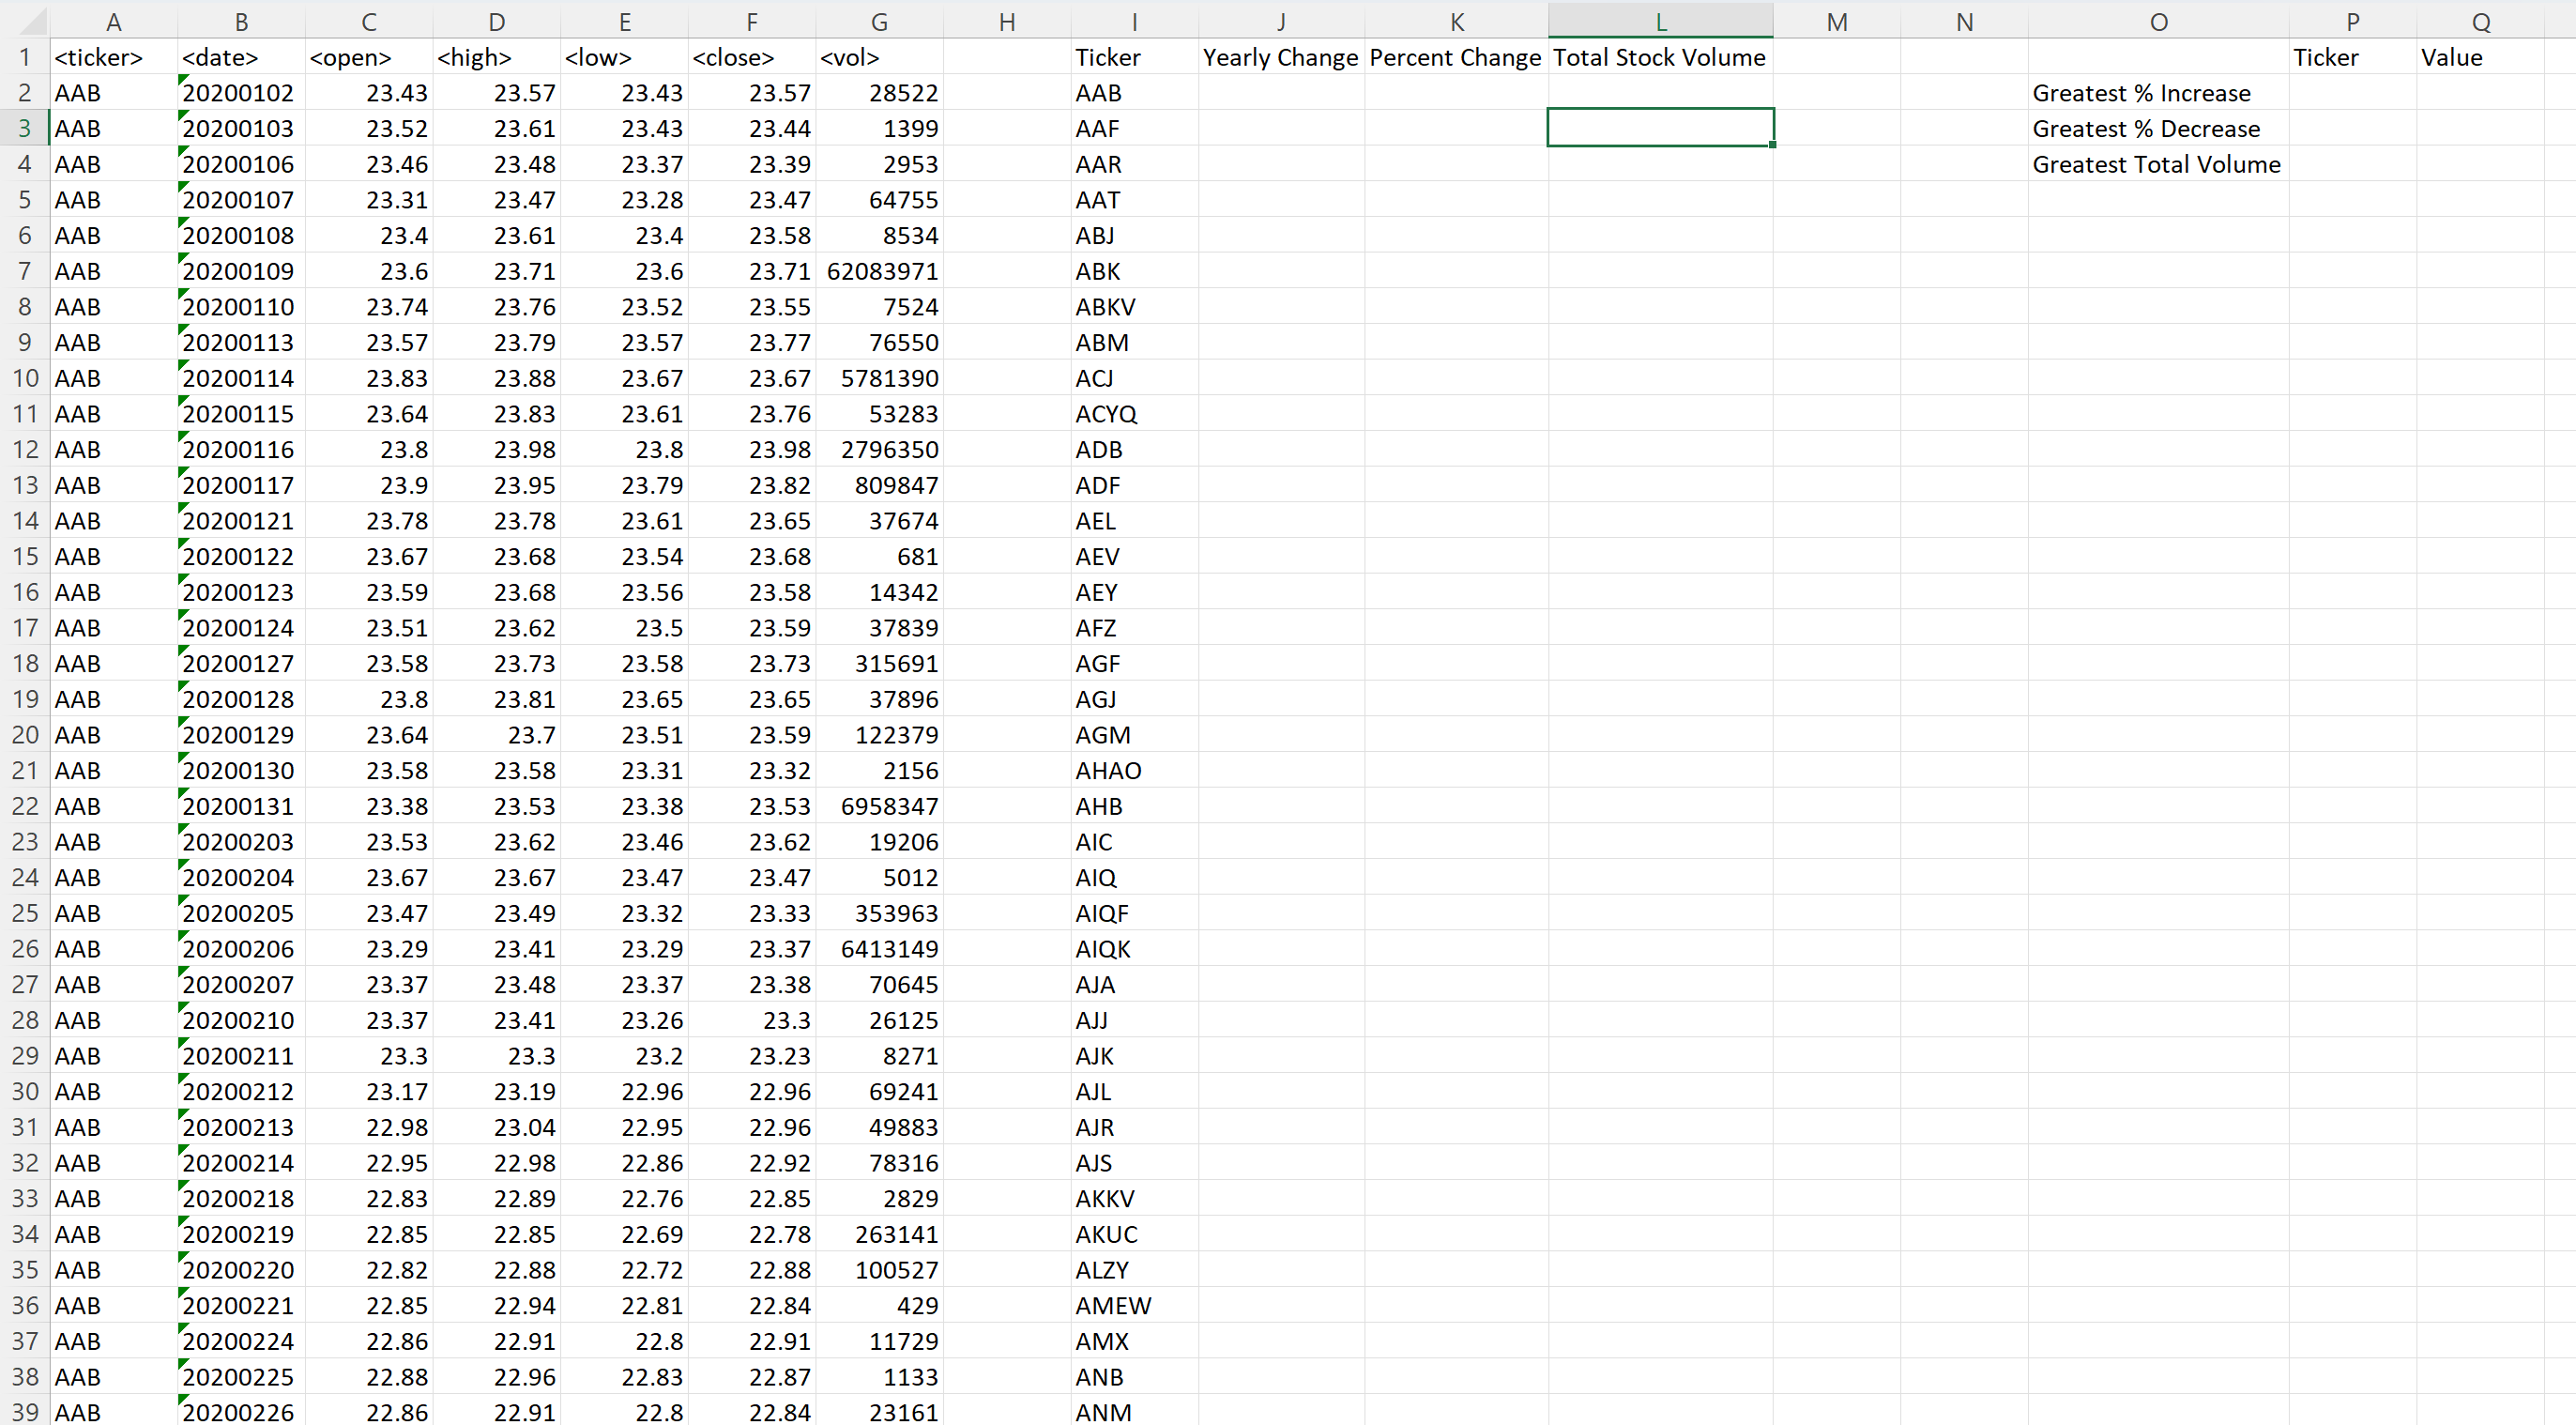 A B C D E F G H I J K L M N O P Q
1 <ticker> <date> <open> <high> <low> <close> <vol> Ticker Yearly Change Percent Change Total Stock Volume Ticker Value
2 AAB 20200102 23.43 23.57 23.43 23.57 28522 AAB Greatest % Increase
3 AAB 20200103 23.52 23.61 23.43 23.44 1399 AAF Greatest % Decrease
4 AAB 20200106 23.46 23.48 23.37 23.39 2953 AAR Greatest Total Volume
5 AAB 20200107 23.31 23.47 23.28 23.47 64755 AAT
6 AAB 20200108 23.4 23.61 23.4 23.58 8534 ABJ
7 AAB 20200109 23.6 23.71 23.6 23.71 62083971 ABK
8 AAB 20200110 23.74 23.76 23.52 23.55 7524 ABKV
9 AAB 20200113 23.57 23.79 23.57 23.77 76550 ABM
10 AAB 20200114 23.83 23.88 23.67 23.67 5781390 ACJ
11 AAB 20200115 23.64 23.83 23.61 23.76 53283 ACYQ
12 AAB 20200116 23.8 23.98 23.8 23.98 2796350 ADB
13 AAB 20200117 23.9 23.95 23.79 23.82 809847 ADF
14 AAB 20200121 23.78 23.78 23.61 23.65 37674 AEL
15 AAB 20200122 23.67 23.68 23.54 23.68 681 AEV
16 AAB 20200123 23.59 23.68 23.56 23.58 14342 AEY
17 AAB 20200124 23.51 23.62 23.5 23.59 37839 AFZ
18 AAB 20200127 23.58 23.73 23.58 23.73 315691 AGF
19 AAB 20200128 23.8 23.81 23.65 23.65 37896 AGJ
20 AAB 20200129 23.64 23.7 23.51 23.59 122379 AGM
21 AAB 20200130 23.58 23.58 23.31 23.32 2156 AHAO
22 AAB 20200131 23.38 23.53 23.38 23.53 6958347 AHB
23 AAB 20200203 23.53 23.62 23.46 23.62 19206 AIC
24 AAB 20200204 23.67 23.67 23.47 23.47 5012 AIQ
25 AAB 20200205 23.47 23.49 23.32 23.33 353963 AIQF
26 AAB 20200206 23.29 23.41 23.29 23.37 6413149 AIQK
27 AAB 20200207 23.37 23.48 23.37 23.38 70645 AJA
28 AAB 20200210 23.37 23.41 23.26 23.3 26125 AJJ
29 AAB 20200211 23.3 23.3 23.2 23.23 8271 AJK
30 AAB 20200212 23.17 23.19 22.96 22.96 69241 AJL
31 AAB 20200213 22.98 23.04 22.95 22.96 49883 AJR
32 AAB 20200214 22.95 22.98 22.86 22.92 78316 AJS
33 AAB 20200218 22.83 22.89 22.76 22.85 2829 AKKV
34 AAB 20200219 22.85 22.85 22.69 22.78 263141 AKUC
35 AAB 20200220 22.82 22.88 22.72 22.88 100527 ALZY
36 AAB 20200221 22.85 22.94 22.81 22.84 429 AMEW
37 AAB 20200224 22.86 22.91 22.8 22.91 11729 AMX
38 AAB 20200225 22.88 22.96 22.83 22.87 1133 ANB
39 AAB 20200226 22.86 22.91 22.8 22.84 23161 ANM